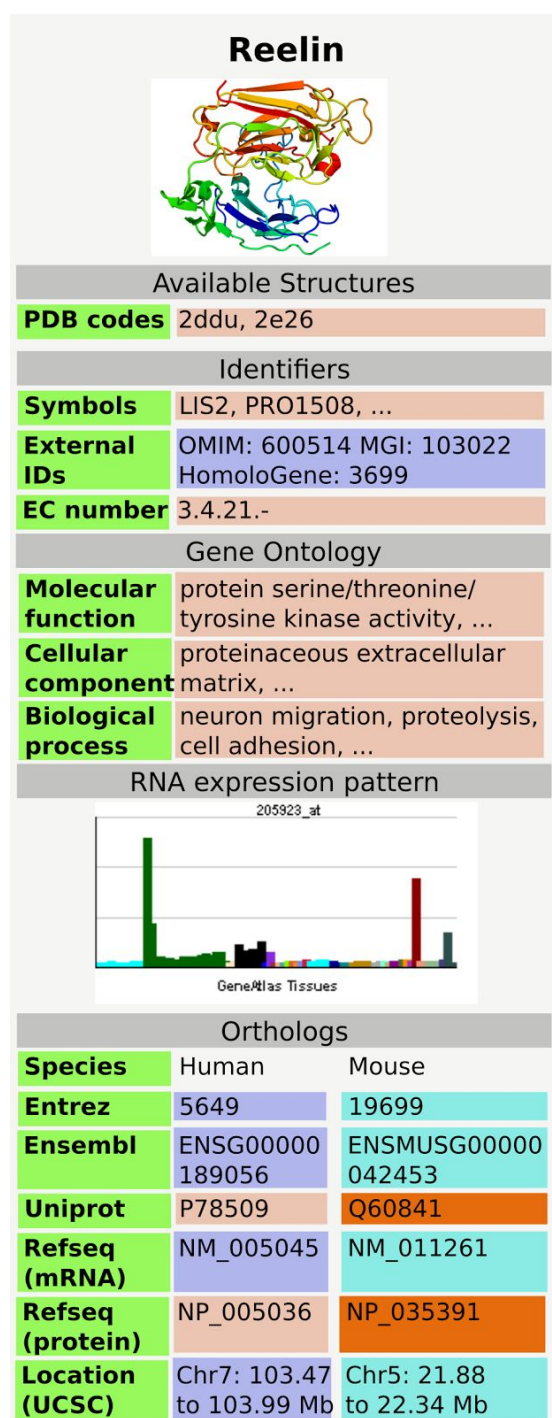 Reelin
Available Structures
PDB codes 2ddu, 2e26
Identifiers
Symbols LIS2, PRO1508, ...
External IDs OMIM: 600514 MGI: 103022
HomoloGene: 3699
EC number 3.4.21.-
Gene Ontology
Molecular function protein serine/threonine/
tyrosine kinase activity, ...
Cellular component proteinaceous extracellular
matrix, ...
Biological process neuron migration, proteolysis,
cell adhesion, ...
RNA expression pattern
205923_at
GeneAtlas Tissues
Orthologs
Species Human Mouse
Entrez 5649 19699
Ensembl ENSG00000 ENSMUSG00000
189056 042453
Uniprot P78509 Q60841
Refseq NM_005045 NM_011261
(mRNA)
Refseq NP_005036 NP_035391
(protein)
Location Chr7: 103.47 Chr5: 21.88
(UCSC) to 103.99 Mb to 22.34 Mb